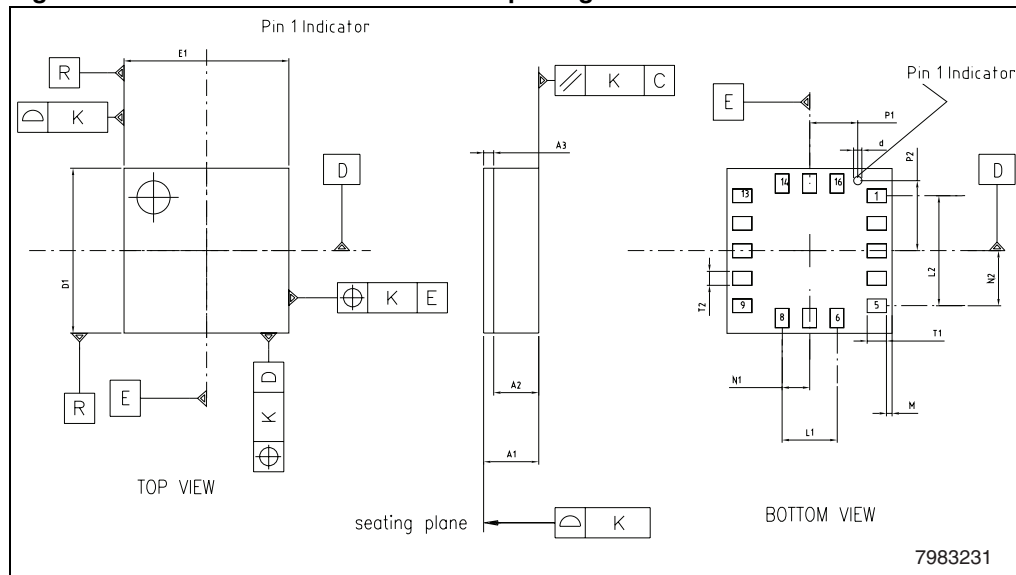 Pin 1 Indicator
E1
R
K
D
D1
K E
K D
R
E
TOP VIEW
A3
K C
A2
A1
seating plane
K
Pin 1 Indicator
E
P1
d
P2
D
14 16
13 1
L2
N2
T2
9 5
8 6
T1
N1
M
L1
BOTTOM VIEW
7983231